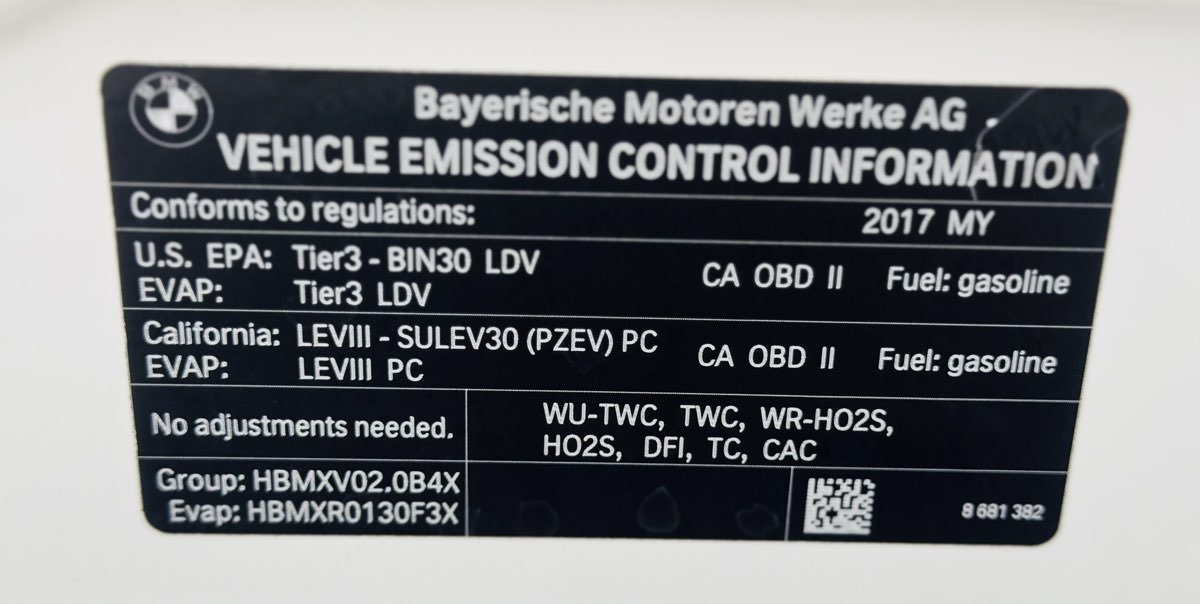 BMW
Bayerische Motoren Werke AG
VEHICLE EMISSION CONTROL INFORMATION
Conforms to regulations: 2017 MY
U.S. EPA: Tier3 - BIN30 LDV CA OBD II Fuel: gasoline
EVAP: Tier3 LDV
California: LEVIII - SULEV30 (PZEV) PC CA OBD II Fuel: gasoline
EVAP: LEVIII PC
No adjustments needed.
WU-TWC, TWC, WR-HO2S,
HO2S, DFI, TC, CAC
Group: HBMXV02.0B4X
Evap: HBMXR0130F3X
8 681 382